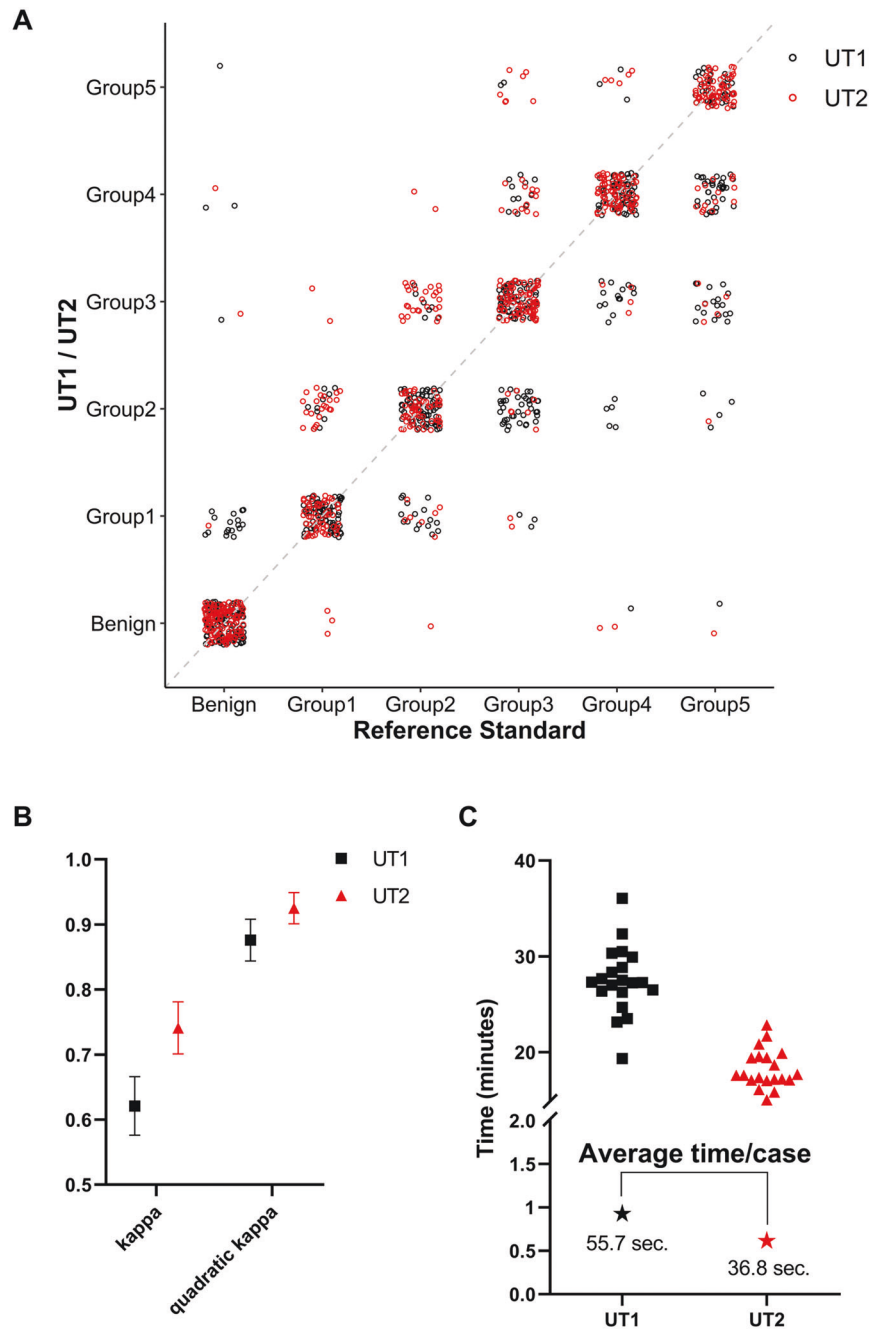 A
UT1 / UT2
Group5
Group4
Group3
Group2
Group1
Benign
UT1
UT2
Benign Group1 Group2 Group3 Group4 Group5
Reference Standard
B
1.0
0.9
0.8
0.7
0.6
0.5
UT1
UT2
kappa
quadratic kappa
C
Time (minutes)
40
30
20
2.0
1.5
1
0.5
0.0
Average time/case
55.7 sec.
36.8 sec.
UT1 UT2